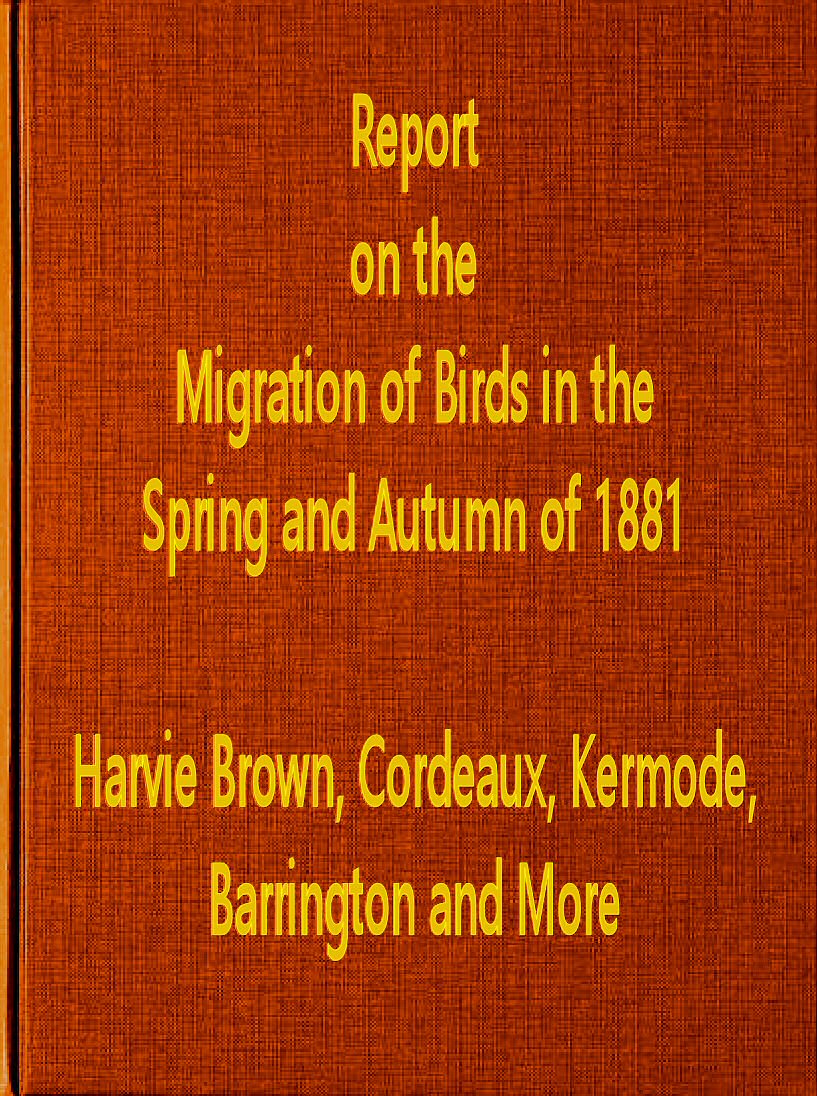 Report
on the
Migration of Birds in the
Spring and Autumn of 1881
Harvie Brown, Cordeaux, Kermode,
Barrington and More